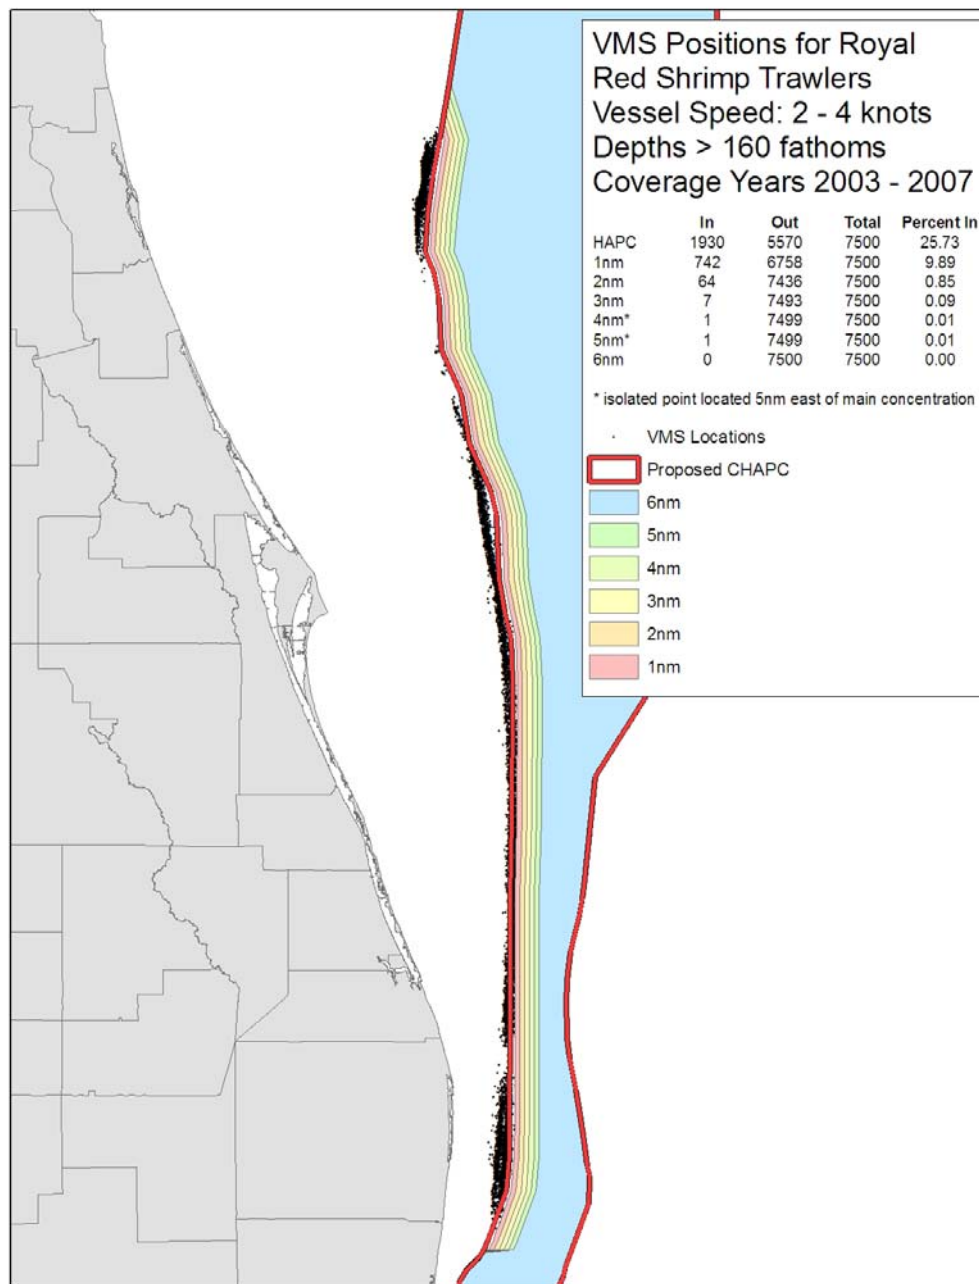 VMS Positions for Royal
Red Shrimp Trawlers
Vessel Speed: 2 - 4 knots
Depths > 160 fathoms
Coverage Years 2003 - 2007
In Out Total Percent In
HAPC 1930 5570 7500 25.73
1nm 742 6758 7500 9.89
2nm 64 7436 7500 0.85
3nm 7 7493 7500 0.09
4nm* 1 7499 7500 0.01
5nm* 1 7499 7500 0.01
6nm 0 7500 7500 0.00
* isolated point located 5nm east of main concentration
VMS Locations
Proposed CHAPC
6nm
5nm
4nm
3nm
2nm
1nm